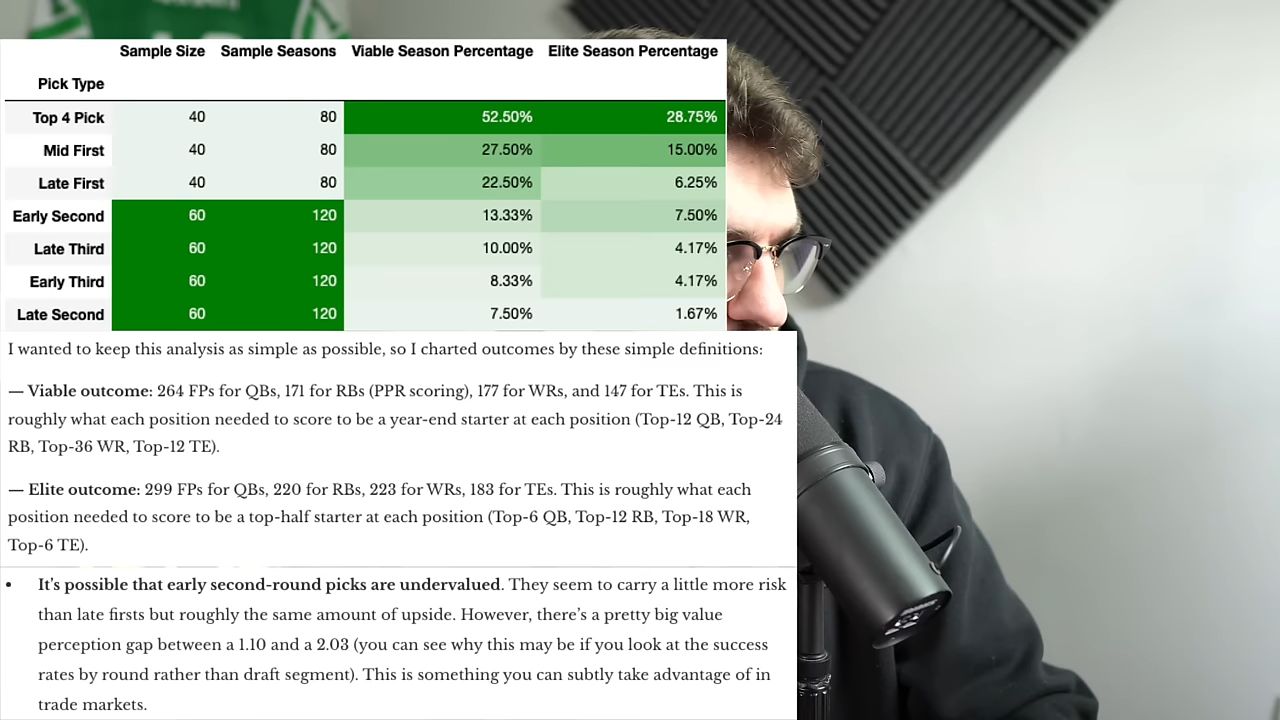 Sample Size Sample Seasons Viable Season Percentage Elite Season Percentage
Pick Type
Top 4 Pick 40 80 52.50% 28.75%
Mid First 40 80 27.50% 15.00%
Late First 40 80 22.50% 6.25%
Early Second 60 120 13.33% 7.50%
Late Third 60 120 10.00% 4.17%
Early Third 60 120 8.33% 4.17%
Late Second 60 120 7.50% 1.67%
I wanted to keep this analysis as simple as possible, so I charted outcomes by these simple definitions:
— Viable outcome: 264 FPs for QBs, 171 for RBs (PPR scoring), 177 for WRs, and 147 for TEs. This is
roughly what each position needed to score to be a year-end starter at each position (Top-12 QB, Top-24
RB, Top-36 WR, Top-12 TE).
— Elite outcome: 299 FPs for QBs, 220 for RBs, 223 for WRs, 183 for TEs. This is roughly what each
position needed to score to be a top-half starter at each position (Top-6 QB, Top-12 RB, Top-18 WR,
Top-6 TE).
• It's possible that early second-round picks are undervalued. They seem to carry a little more risk
than late firsts but roughly the same amount of upside. However, there's a pretty big value
perception gap between a 1.10 and a 2.03 (you can see why this may be if you look at the success
rates by round rather than draft segment). This is something you can subtly take advantage of in
trade markets.